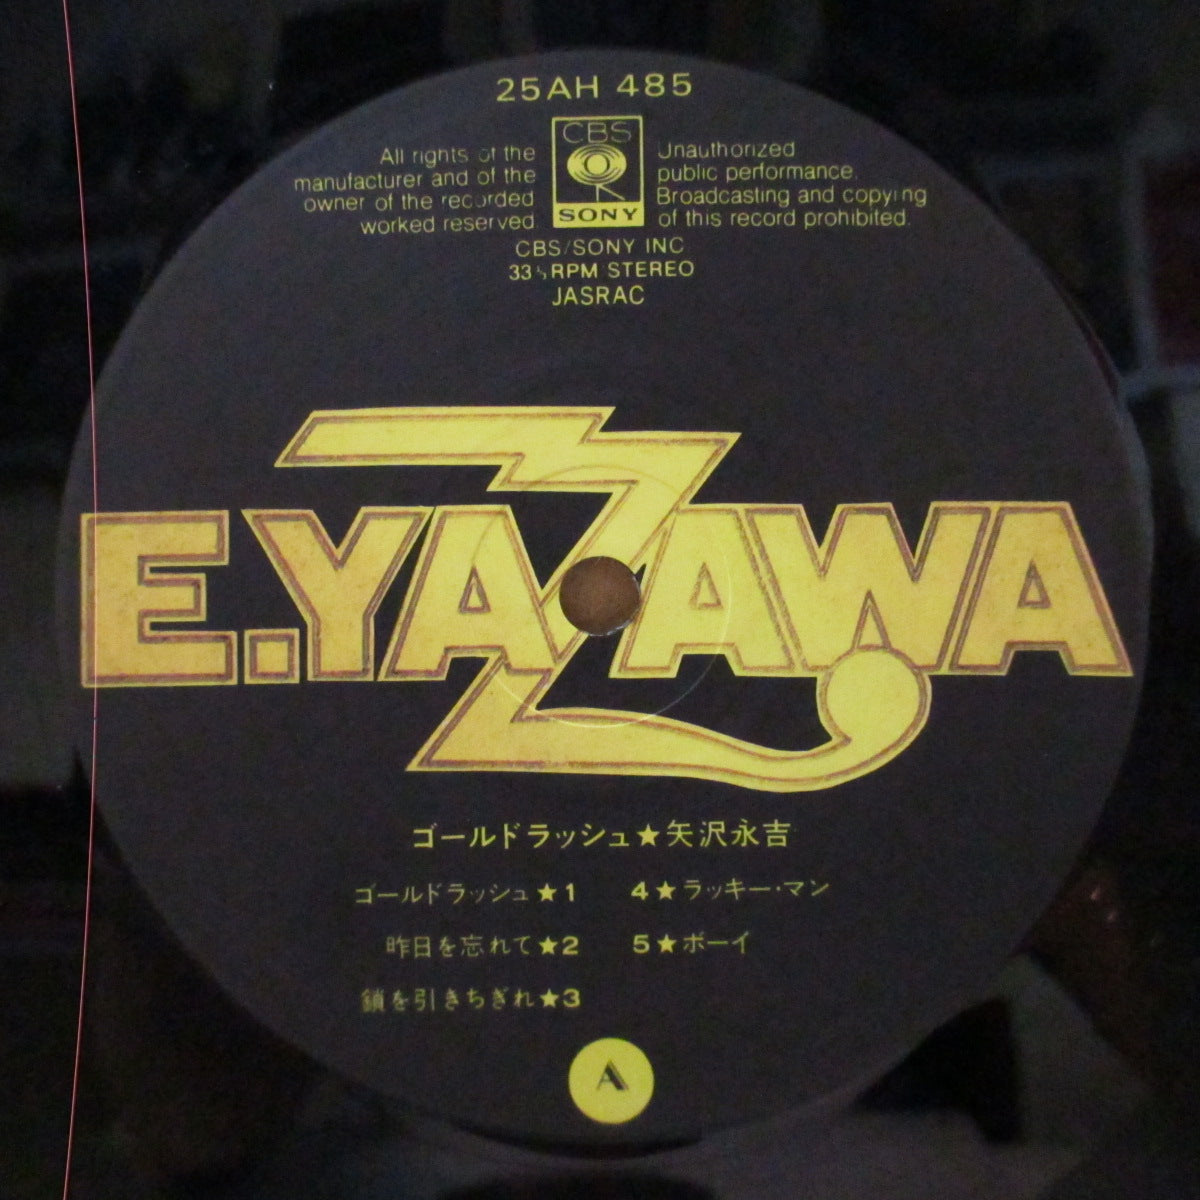 25AH 485
CBS
SONY
All rights of the
manufacturer and of the
owner of the recorded
worked reserved
Unauthorized
public performance.
Broadcasting and copying
of this record prohibited.
CBS/SONY INC.
33⅓RPM STEREO
JASRAC
E.YAZAWA
ゴールドラッシュ★矢沢永吉
ゴールドラッシュ★1
昨日を忘れて★2
鎖を引きちぎれ★3
4★ラッキー・マン
5★ボーイ
A